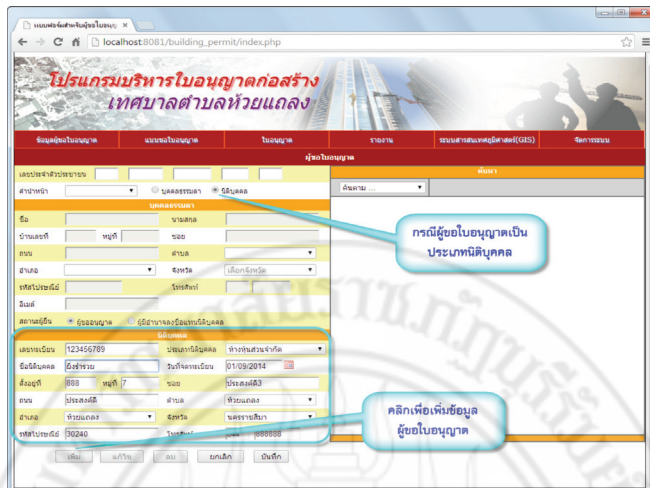 แบบฟอร์มสำหรับผู้ขอใบอนุญ
localhost:8081/building_permit/index.php
โปรแกรมบริหารใบอนุญาตก่อสร้าง
เทศบาลตำบลห้วยแถลง
ข้อมูลผู้ขอใบอนุญาต แบบขอใบอนุญาต ใบอนุญาต รายงาน ระบบสารสนเทศภูมิศาสตร์(GIS) จัดการระบบ
ผู้ขอใบอนุญาต
เลขประจำตัวประชาชน
ค้นหา
คำนำหน้า บุคคลธรรมดา นิติบุคคล
ค้นตาม ...
บุคคลธรรมดา
ชื่อ นามสกุล
บ้านเลขที่ หมู่ที่ ซอย
ถนน ตำบล
อำเภอ จังหวัด เลือกจังหวัด
รหัสไปรษณีย์ โทรศัพท์
อีเมล์
สถานะผู้ยื่น ผู้ขออนุญาต ผู้มีอำนาจลงชื่อแทนนิติบุคคล
กรณีผู้ขอใบอนุญาตเป็น
ประเภทนิติบุคคล
นิติบุคคล
เลขทะเบียน 123456789 ประเภทนิติบุคคล ห้างหุ้นส่วนจำกัด
ชื่อนิติบุคคล ยิ่งร่ำรวย วันที่จดทะเบียน 01/09/2014
ตั้งอยู่ที่ 888 หมู่ที่ 7 ซอย ประสงค์ดี3
ถนน ประสงค์ดี ตำบล ห้วยแถลง
อำเภอ ห้วยแถลง จังหวัด นครราชสีมา
รหัสไปรษณีย์ 30240 โทรศัพท์ 044 888888
คลิกเพื่อเพิ่มข้อมูล
ผู้ขอใบอนุญาต
เพิ่ม แก้ไข ลบ ยกเลิก บันทึก